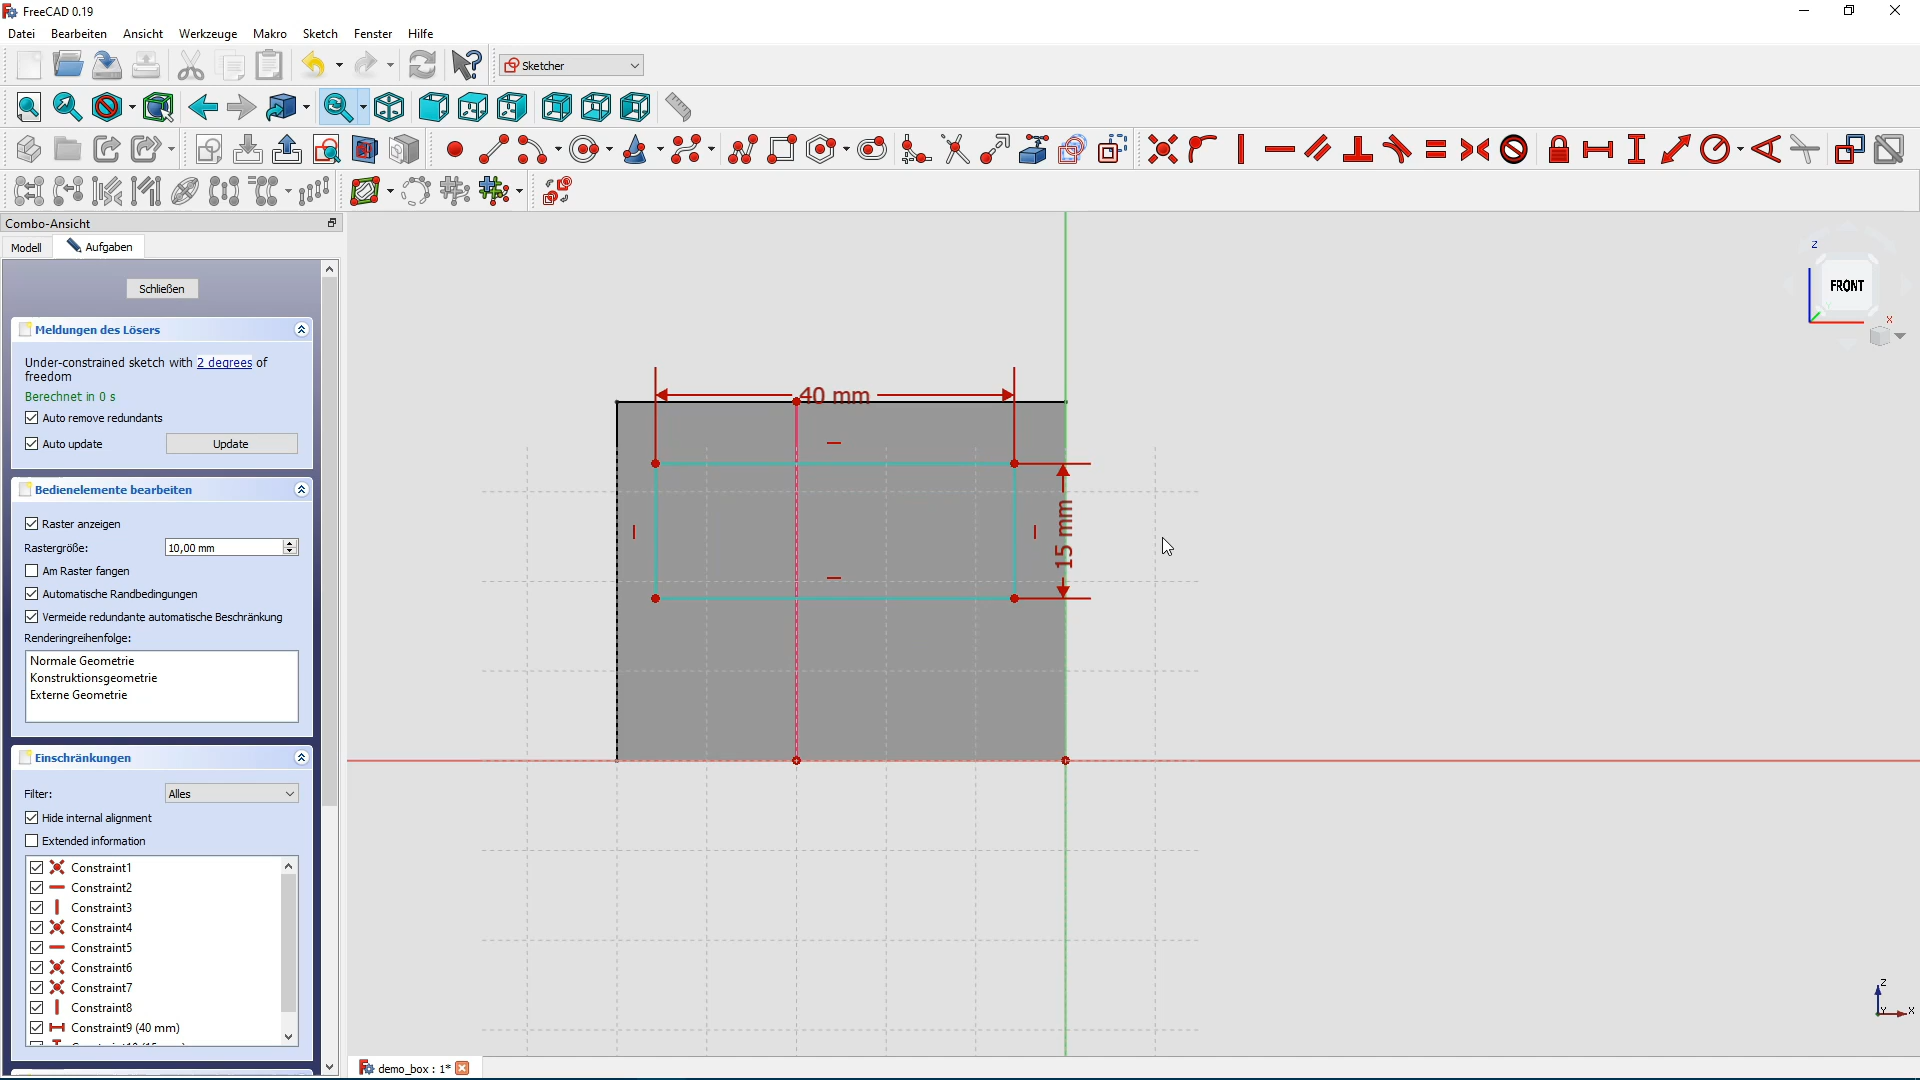 FreeCAD 0.19
Datei Bearbeiten Ansicht Werkzeuge Makro Sketch Fenster Hilfe
Sketcher
Combo-Ansicht
Modell Aufgaben
Schließen
Meldungen des Lösers
Under-constrained sketch with 2 degrees of
freedom
Berechnet in 0 s
Auto remove redundants
Auto update Update
Bedienelemente bearbeiten
Raster anzeigen
Rastergröße: 10,00 mm
Am Raster fangen
Automatische Randbedingungen
Vermeide redundante automatische Beschränkung
Renderingreihenfolge:
Normale Geometrie
Konstruktionsgeometrie
Externe Geometrie
Einschränkungen
Filter: Alles
Hide internal alignment
Extended information
Constraint1
Constraint2
Constraint3
Constraint4
Constraint5
Constraint6
Constraint7
Constraint8
Constraint9 (40 mm)
40 mm
15 mm
Z
FRONT
X
Z
Y
X
demo_box : 1*